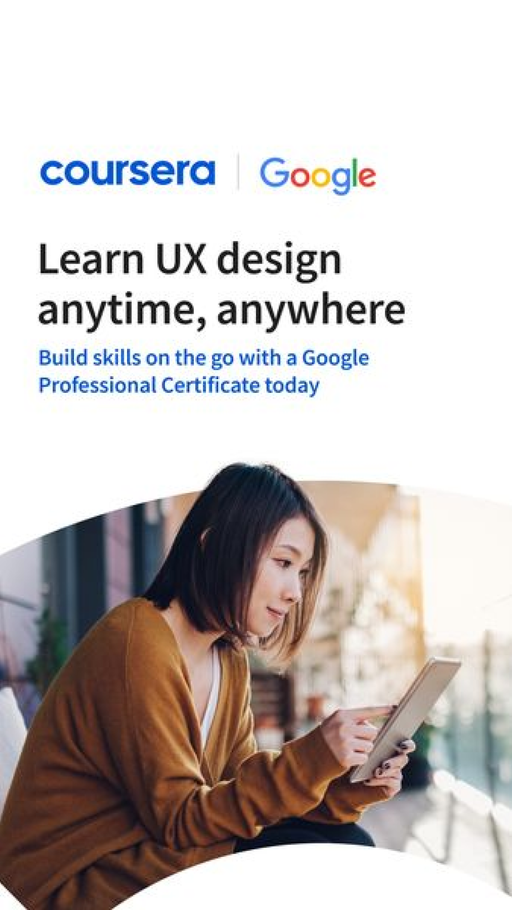 coursera | Google
Learn UX design
anytime, anywhere
Build skills on the go with a Google
Professional Certificate today